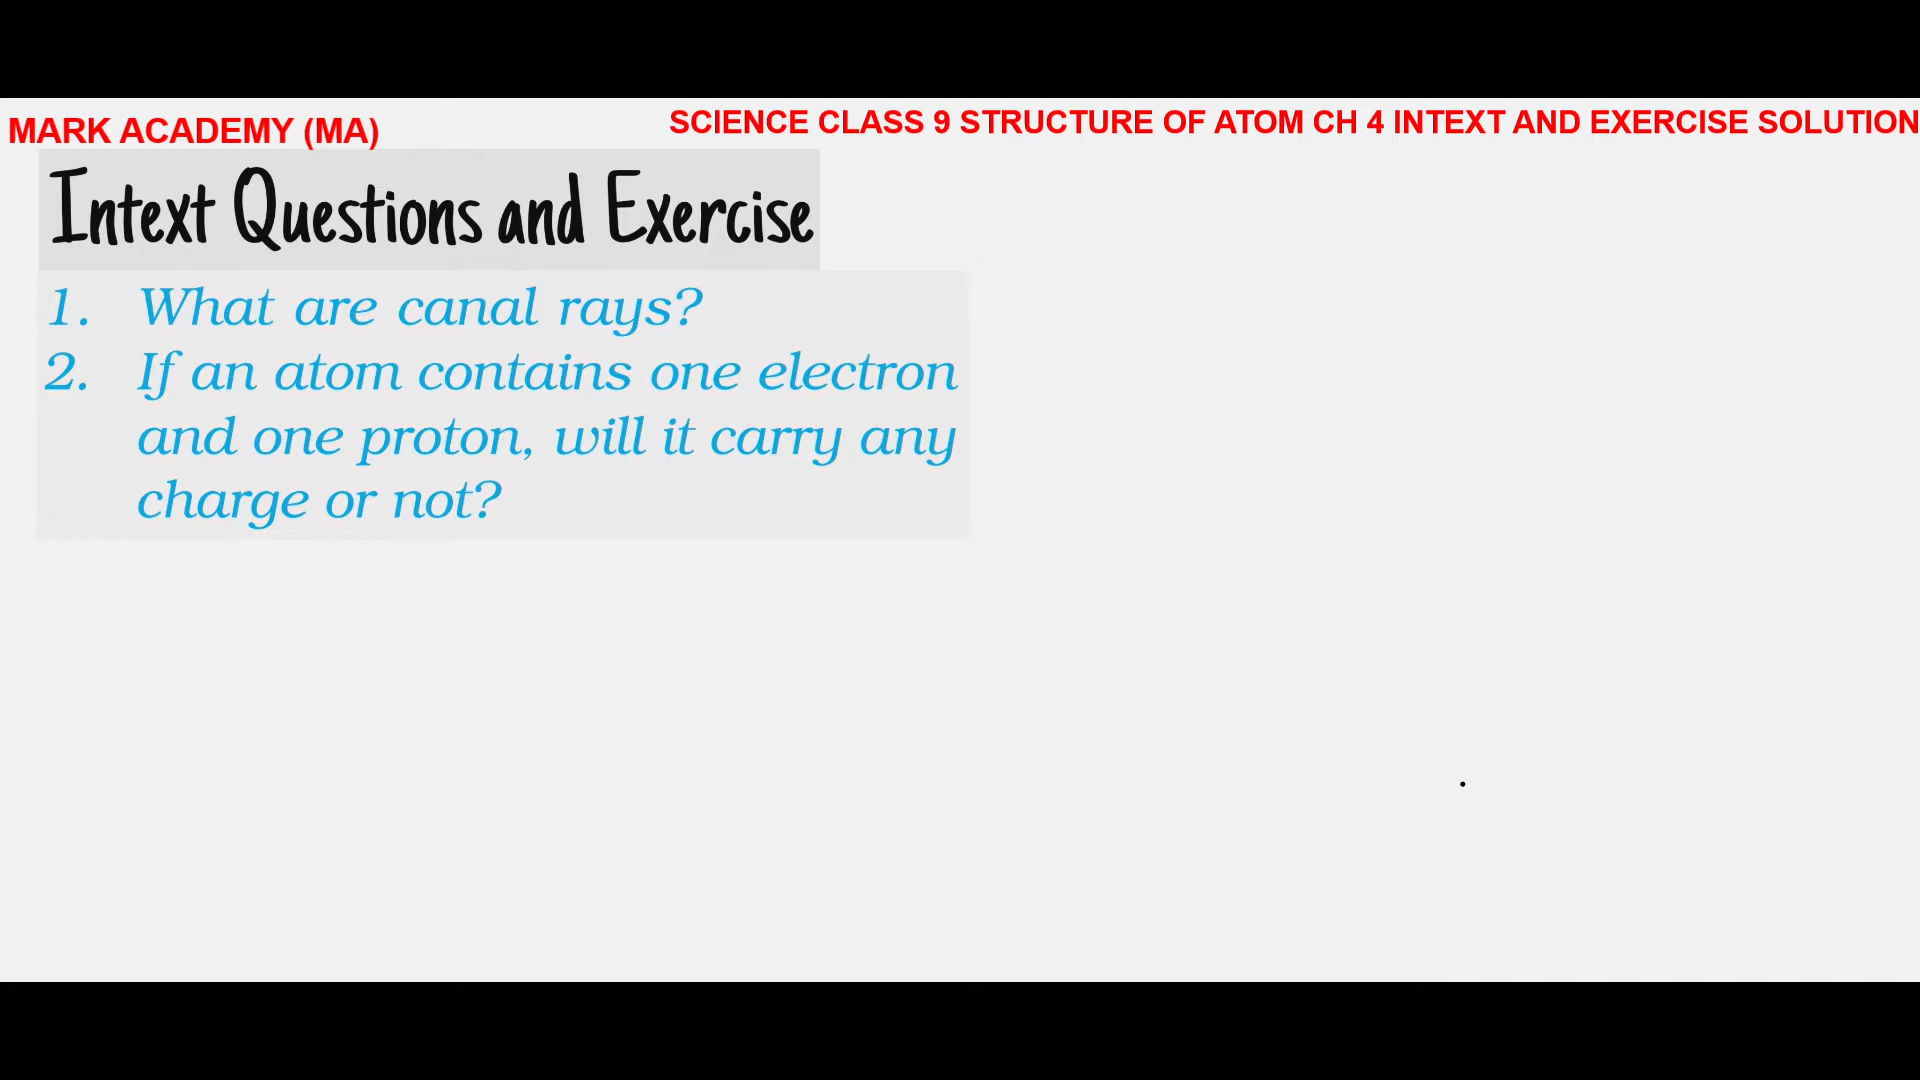 MARK ACADEMY (MA)
SCIENCE CLASS 9 STRUCTURE OF ATOM CH 4 INTEXT AND EXERCISE SOLUTION
Intext Questions and Exercise
1. What are canal rays?
2. If an atom contains one electron
and one proton, will it carry any
charge or not?